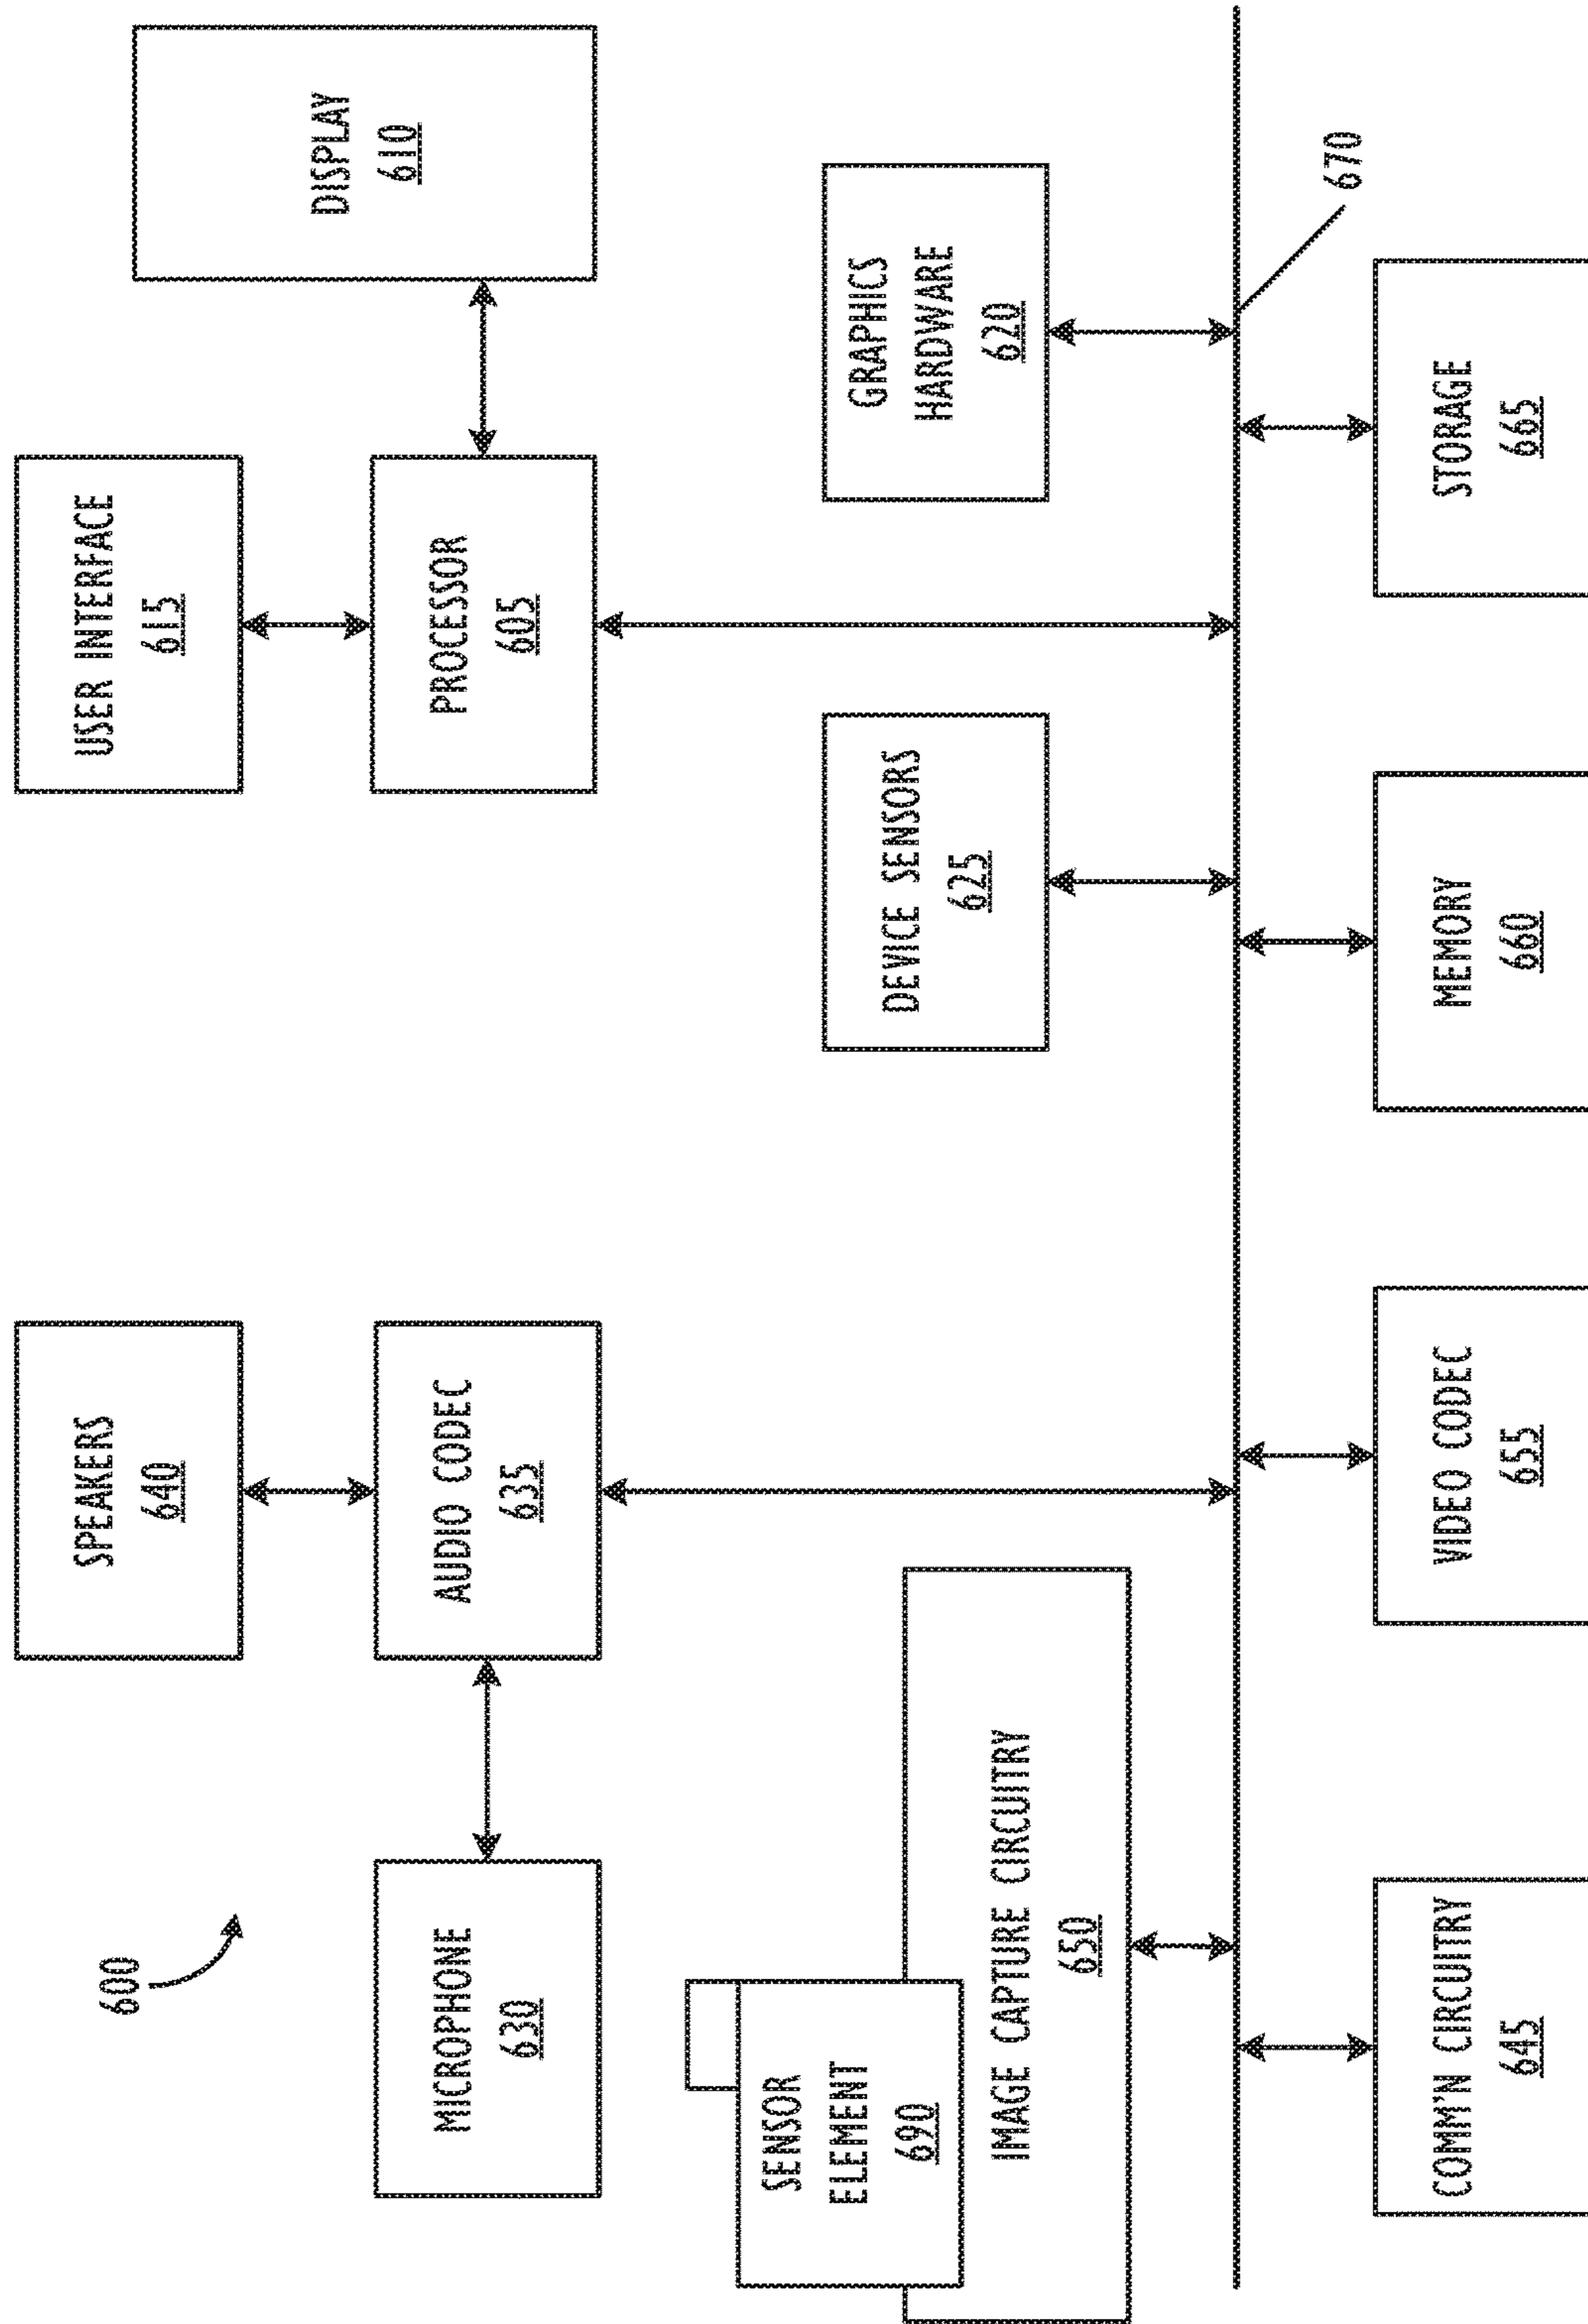 600
SPEAKERS
640
USER INTERFACE
615
DISPLAY
610
MICROPHONE
630
AUDIO CODEC
635
PROCESSOR
605
SENSOR
ELEMENT
690
IMAGE CAPTURE CIRCUITRY
650
DEVICE SENSORS
625
GRAPHICS
HARDWARE
620
670
COMM'N CIRCUITRY
645
VIDEO CODEC
655
MEMORY
660
STORAGE
665